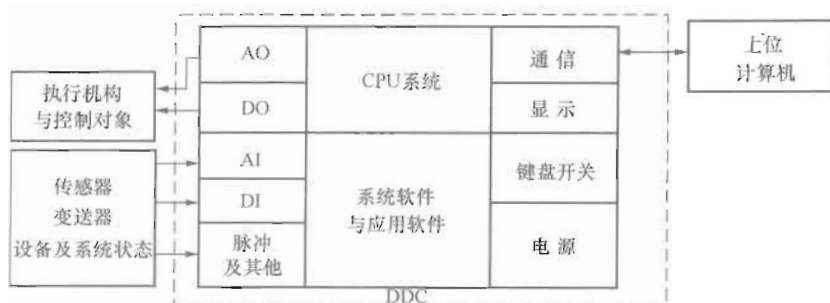 执行机构
与控制对象
传感器
变送器
设备及系统状态
AO
DO
AI
DI
脉冲
及其他
CPU系统
系统软件
与应用软件
通信
显示
键盘开关
电源
DDC
上位
计算机